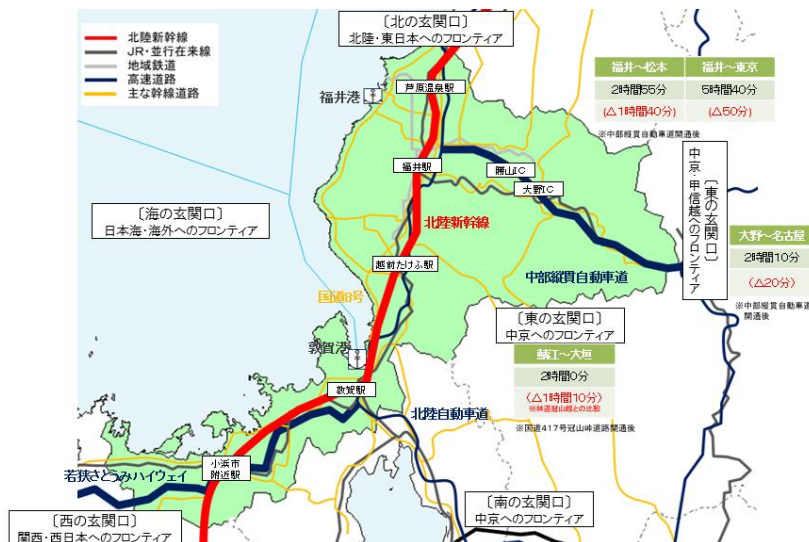 北陸新幹線
JR・並行在来線
地域鉄道
高速道路
主な幹線道路
〔北の玄関口〕
北陸・東日本へのフロンティア
芦原温泉駅
福井港
福井～松本
福井～東京
2時間55分
5時間40分
(△1時間40分)
(△50分)
※中部縦貫自動車道開通後
福井駅
勝山IC
大野IC
〔東の玄関口〕
中京・甲信越へのフロンティア
〔海の玄関口〕
日本海・海外へのフロンティア
北陸新幹線
大野～名古屋
2時間10分
(△20分)
※中部縦貫自動車道
開通後
越前たけふ駅
中部縦貫自動車道
国道8号
〔東の玄関口〕
中京へのフロンティア
敦賀港
鯖江～大垣
2時間0分
(△1時間10分)
※林道冠山線との比較
※国道417号冠山峠道路開通後
敦賀駅
北陸自動車道
小浜市
附近駅
若狭さとうみハイウェイ
〔南の玄関口〕
中京へのフロンティア
〔西の玄関口〕
関西・西日本へのフロンティア